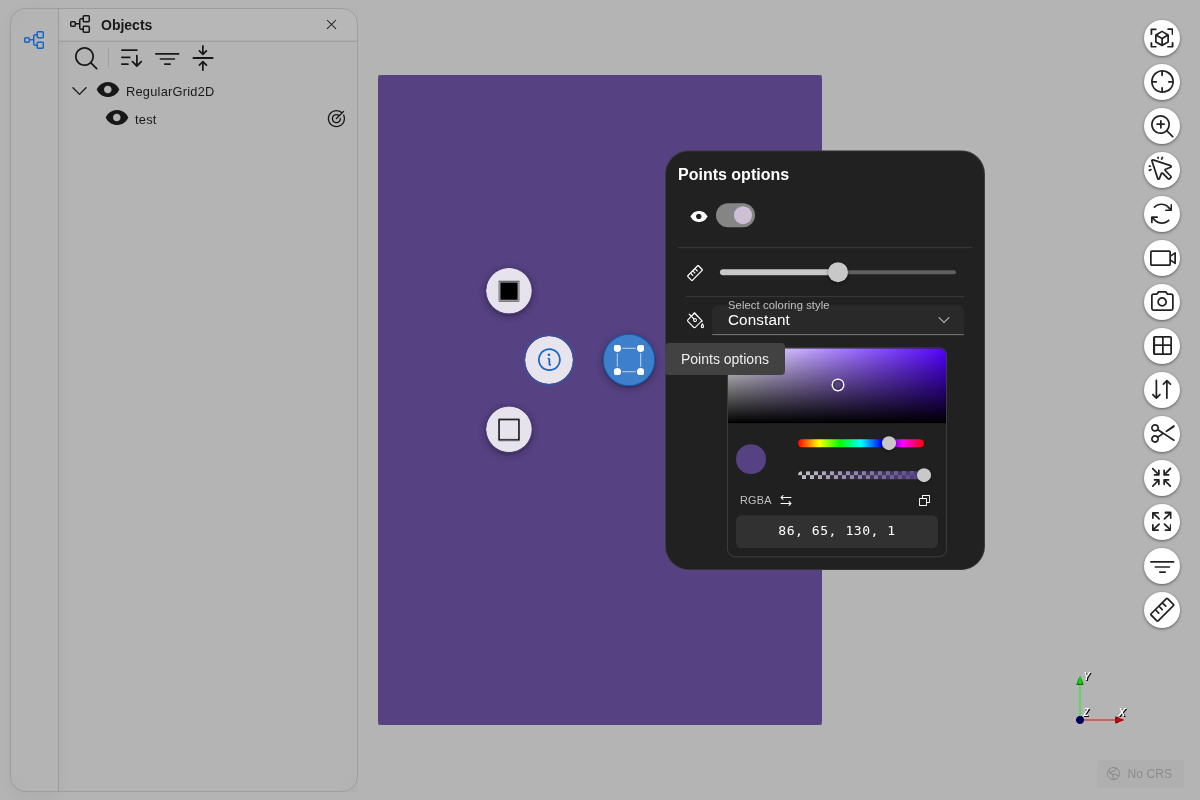 Objects
RegularGrid2D
test
Points options
Select coloring style
Constant
Points options
RGBA
86, 65, 130, 1
Y
Z
X
No CRS